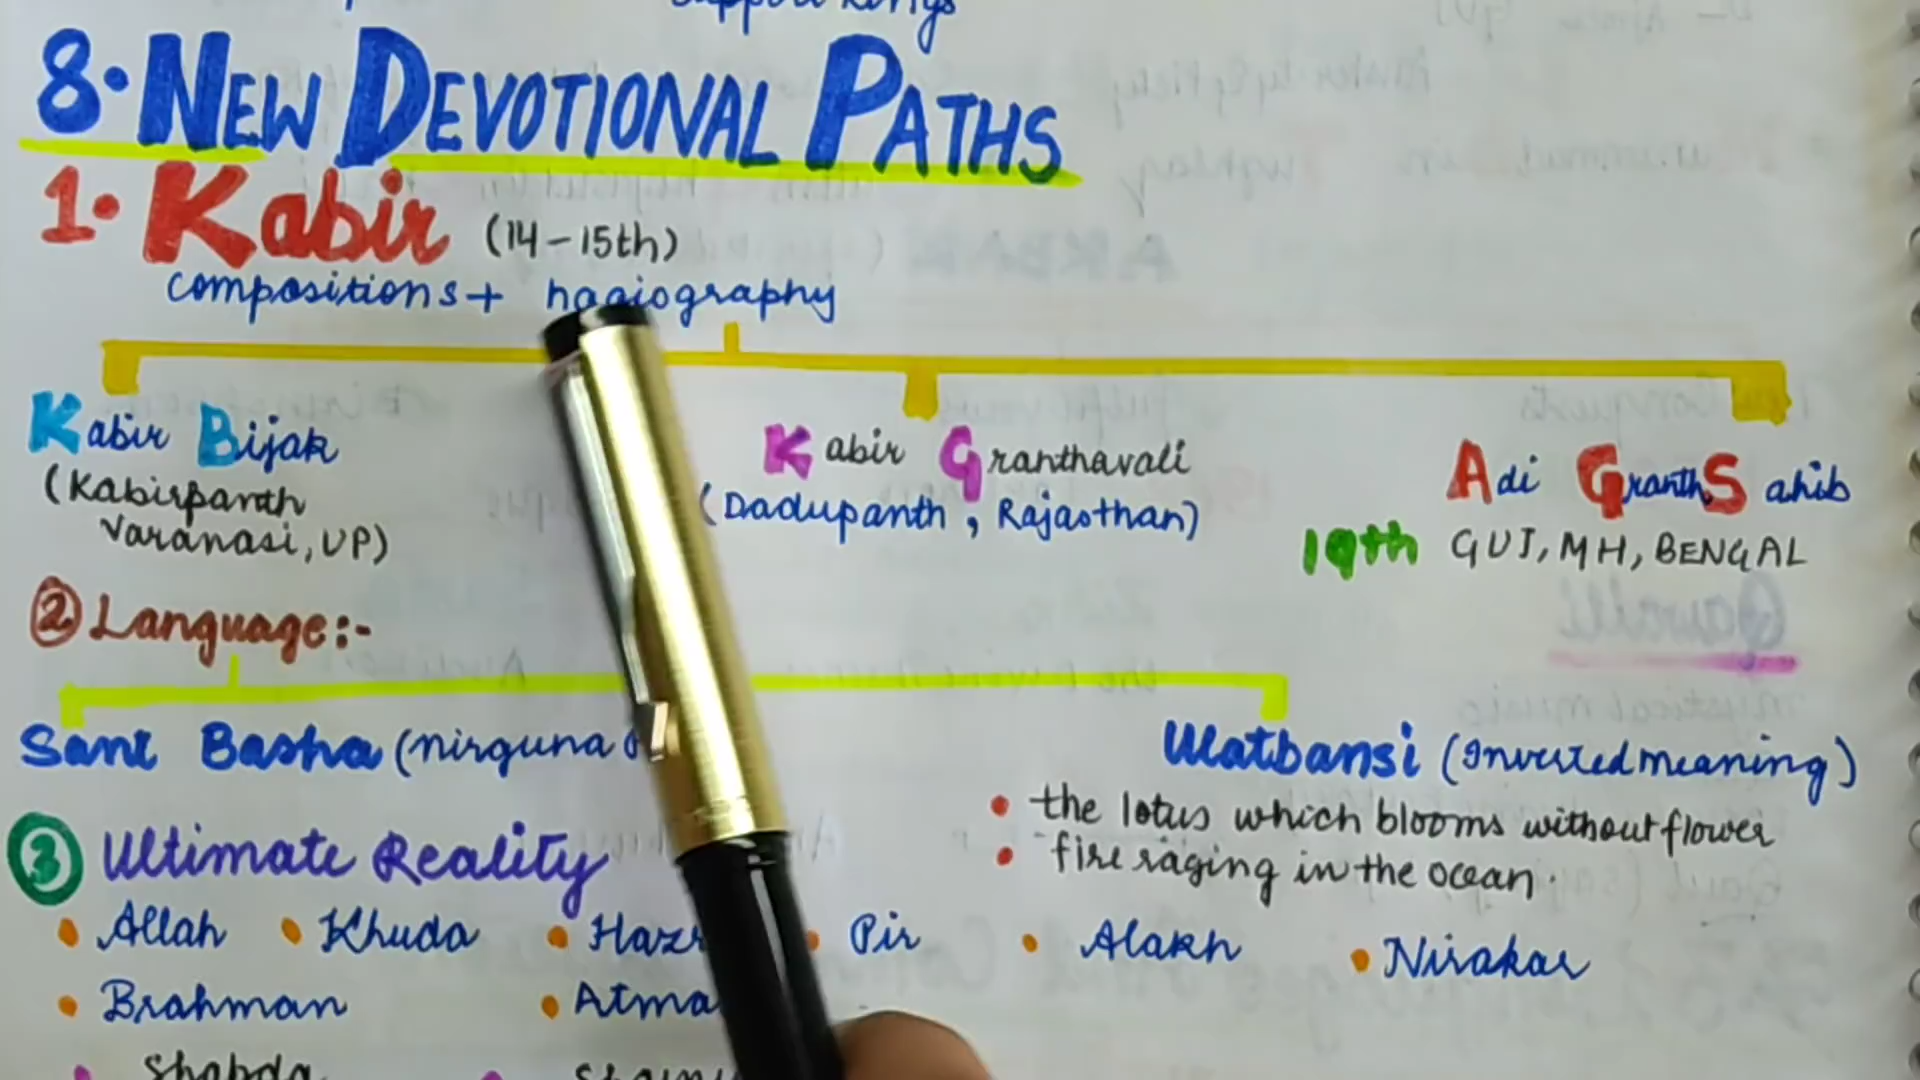 8. NEW DEVOTIONAL PATHS
1. Kabir (14-15th)
compositions + hagiography
Kabir Bijak
(Kabirpanth
Varanasi, UP)
Kabir Granthavali
(Dadupanth, Rajasthan)
Adi Granth Sahib
19th GUJ, MH, BENGAL
2 Language:-
Sant Basha (nirguna
Ulatbansi (Inverted meaning)
• the lotus which blooms without flower
• fire raging in the ocean.
3 Ultimate Reality
• Allah • Khuda • Hazr • Pir • Alakh • Nirakar
• Brahman • Atma
Shabda